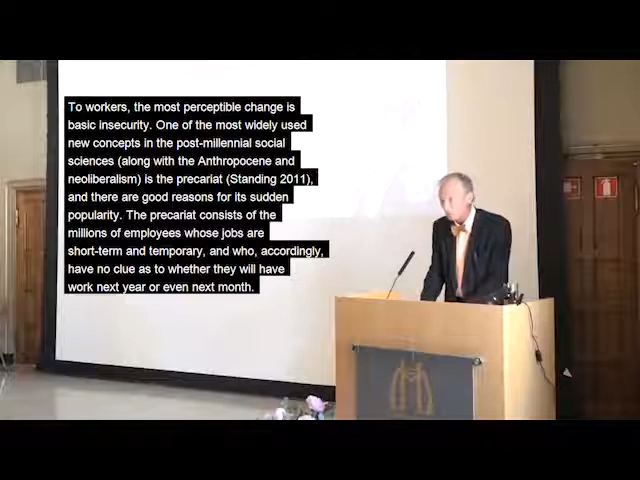 To workers, the most perceptible change is
basic insecurity. One of the most widely used
new concepts in the post-millennial social
sciences (along with the Anthropocene and
neoliberalism) is the precariat (Standing 2011),
and there are good reasons for its sudden
popularity. The precariat consists of the
millions of employees whose jobs are
short-term and temporary, and who, accordingly,
have no clue as to whether they will have
work next year or even next month.